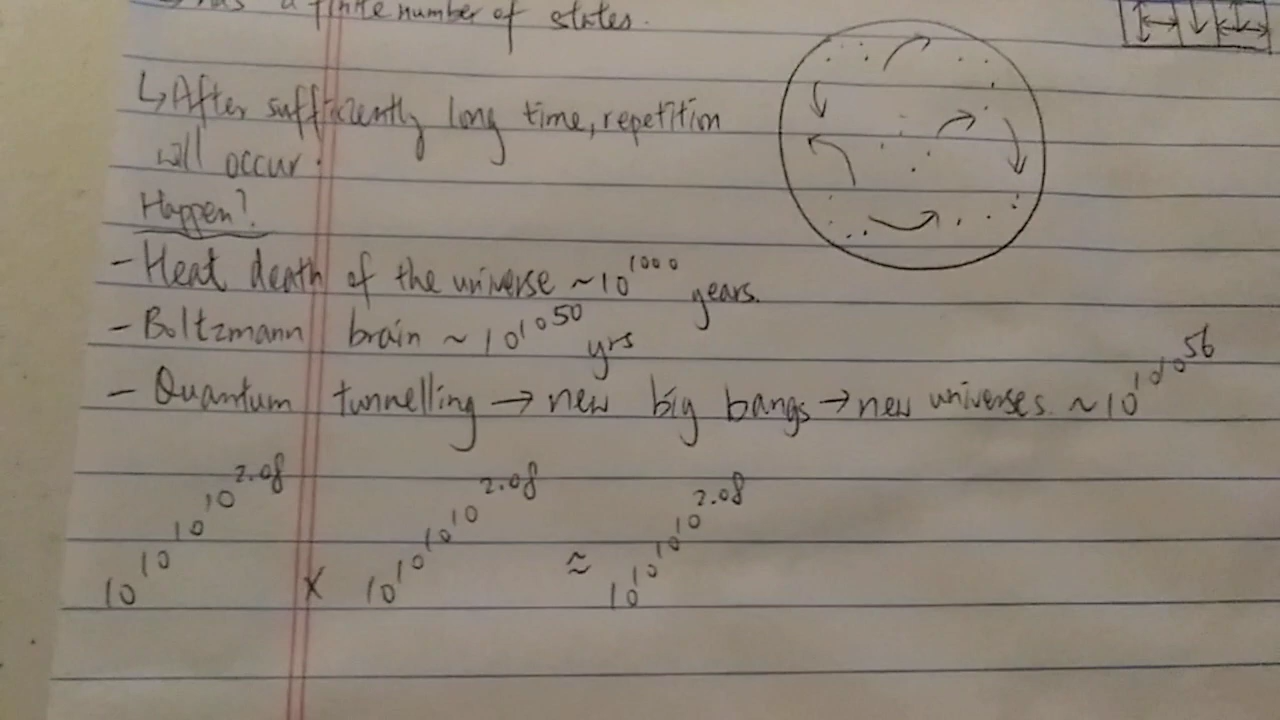 has a finite number of states.
↳After sufficiently long time, repetition
will occur.
Happen?
- Heat death of the universe ~10^1000 years.
- Boltzmann brain ~ 10^10^50 yrs
- Quantum tunnelling → new big bangs → new universes. ~10^10^10^56
10^10^10^10^2.08 x 10^10^10^10^2.08 ≈ 10^10^10^10^2.08